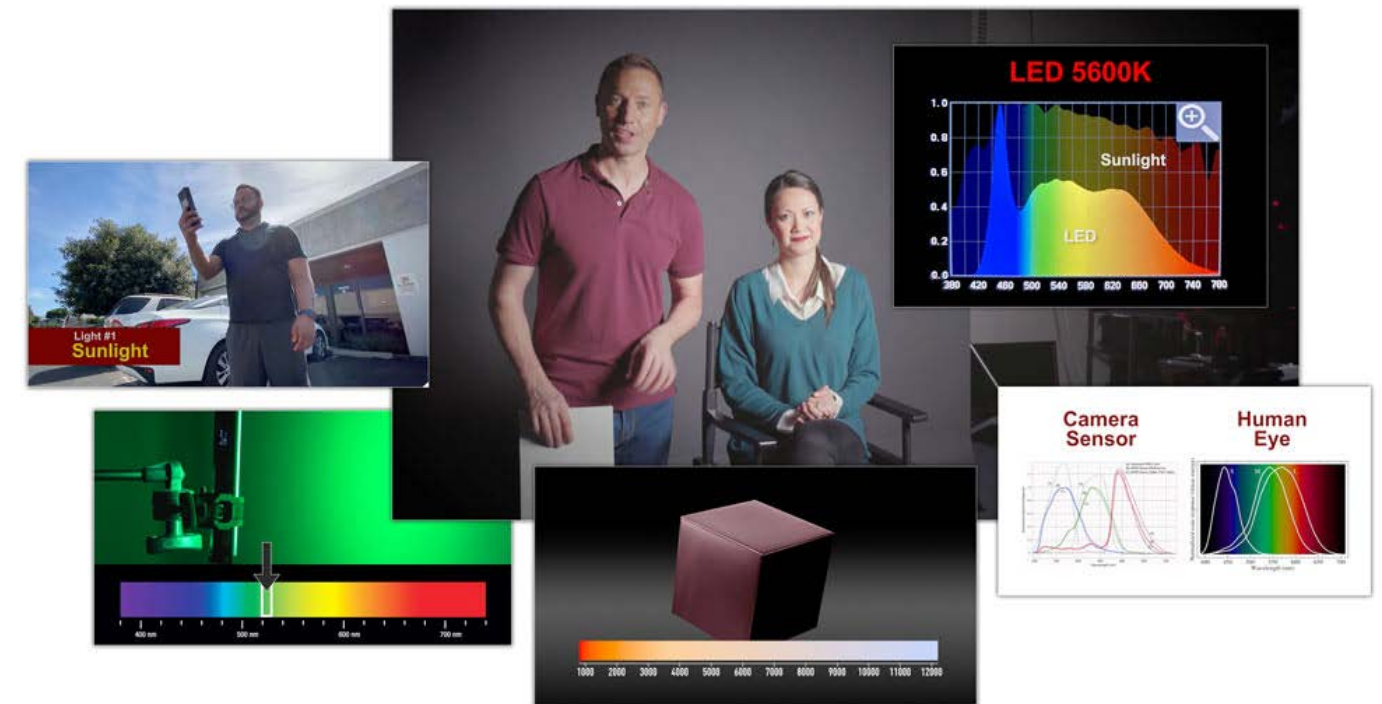 LED 5600K
1.0
0.8
0.6
0.4
0.2
0.0
Sunlight
LED
380 420 460 500 540 580 620 660 700 740 780
Light #1
Sunlight
Camera
Sensor
Human
Eye
400 nm 500 nm 600 nm 700 nm
1000 2000 3000 4000 5000 6000 7000 8000 9000 10000 11000 12000